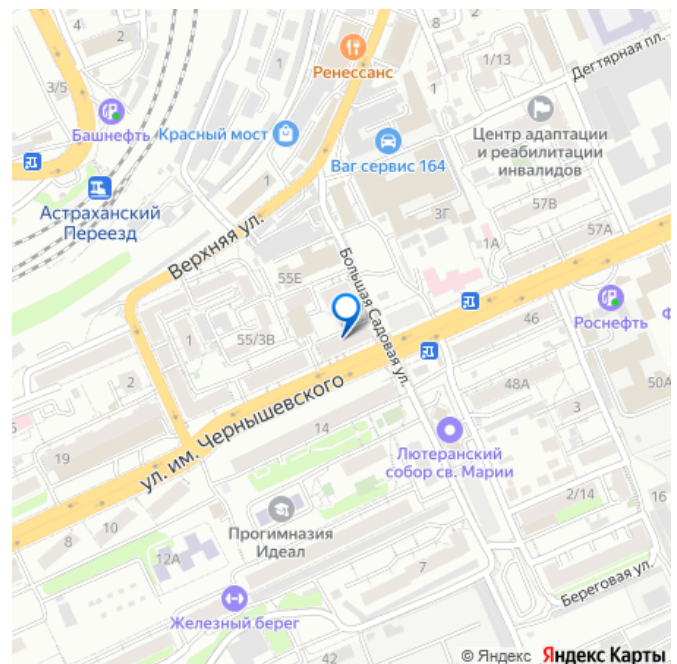 4
2
3/5
Башнефть
1
Ренессанс
8
1/13
Дегтярная пл.
Красный мост
Ваг сервис 164
Центр адаптации
и реабилитации
инвалидов
1
Астраханский
Переезд
Верхняя ул.
3Г
57В
57А
1А
Большая Садовая ул.
55Е
55/3В
1
2
Роснефть
Ф
46
48А
50А
ул. им. Чернышевского
14
3
5
19
Лютеранский
собор св. Марии
8
10
12А
Прогимназия
Идеал
2/14
16
7
Береговая ул.
Железный берег
42
© Яндекс Яндекс Карты